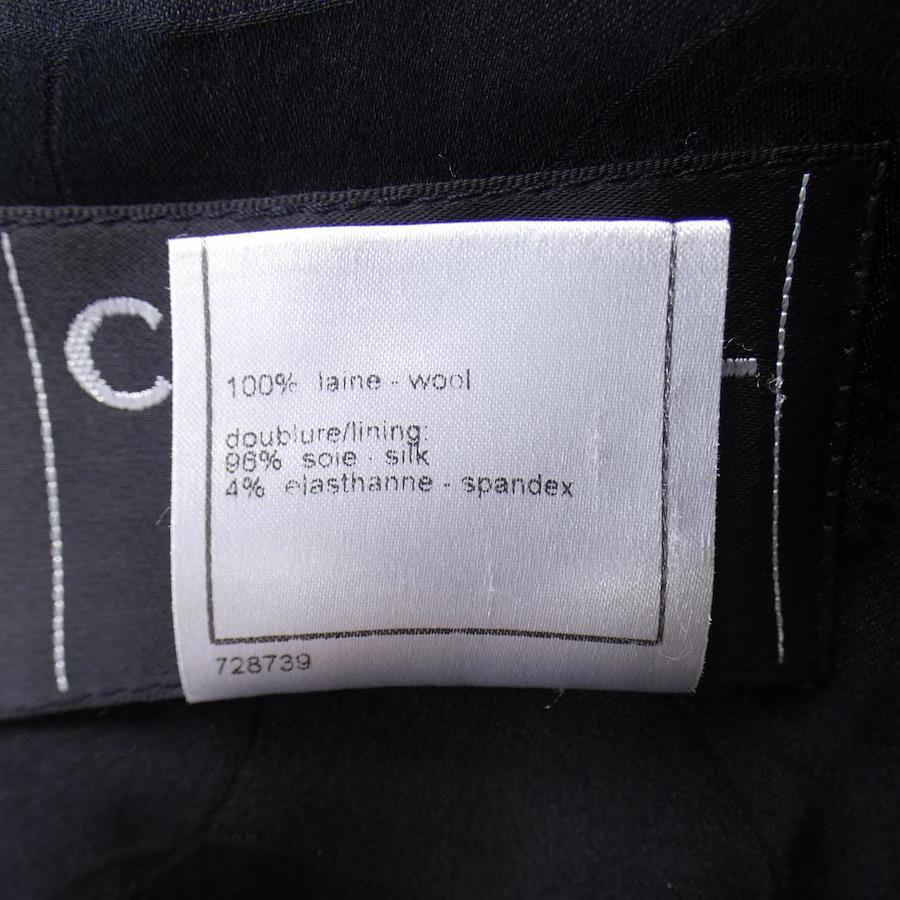 C
100% laine - wool
doublure/lining:
96% soie - silk
4% elasthanne - spandex
728739